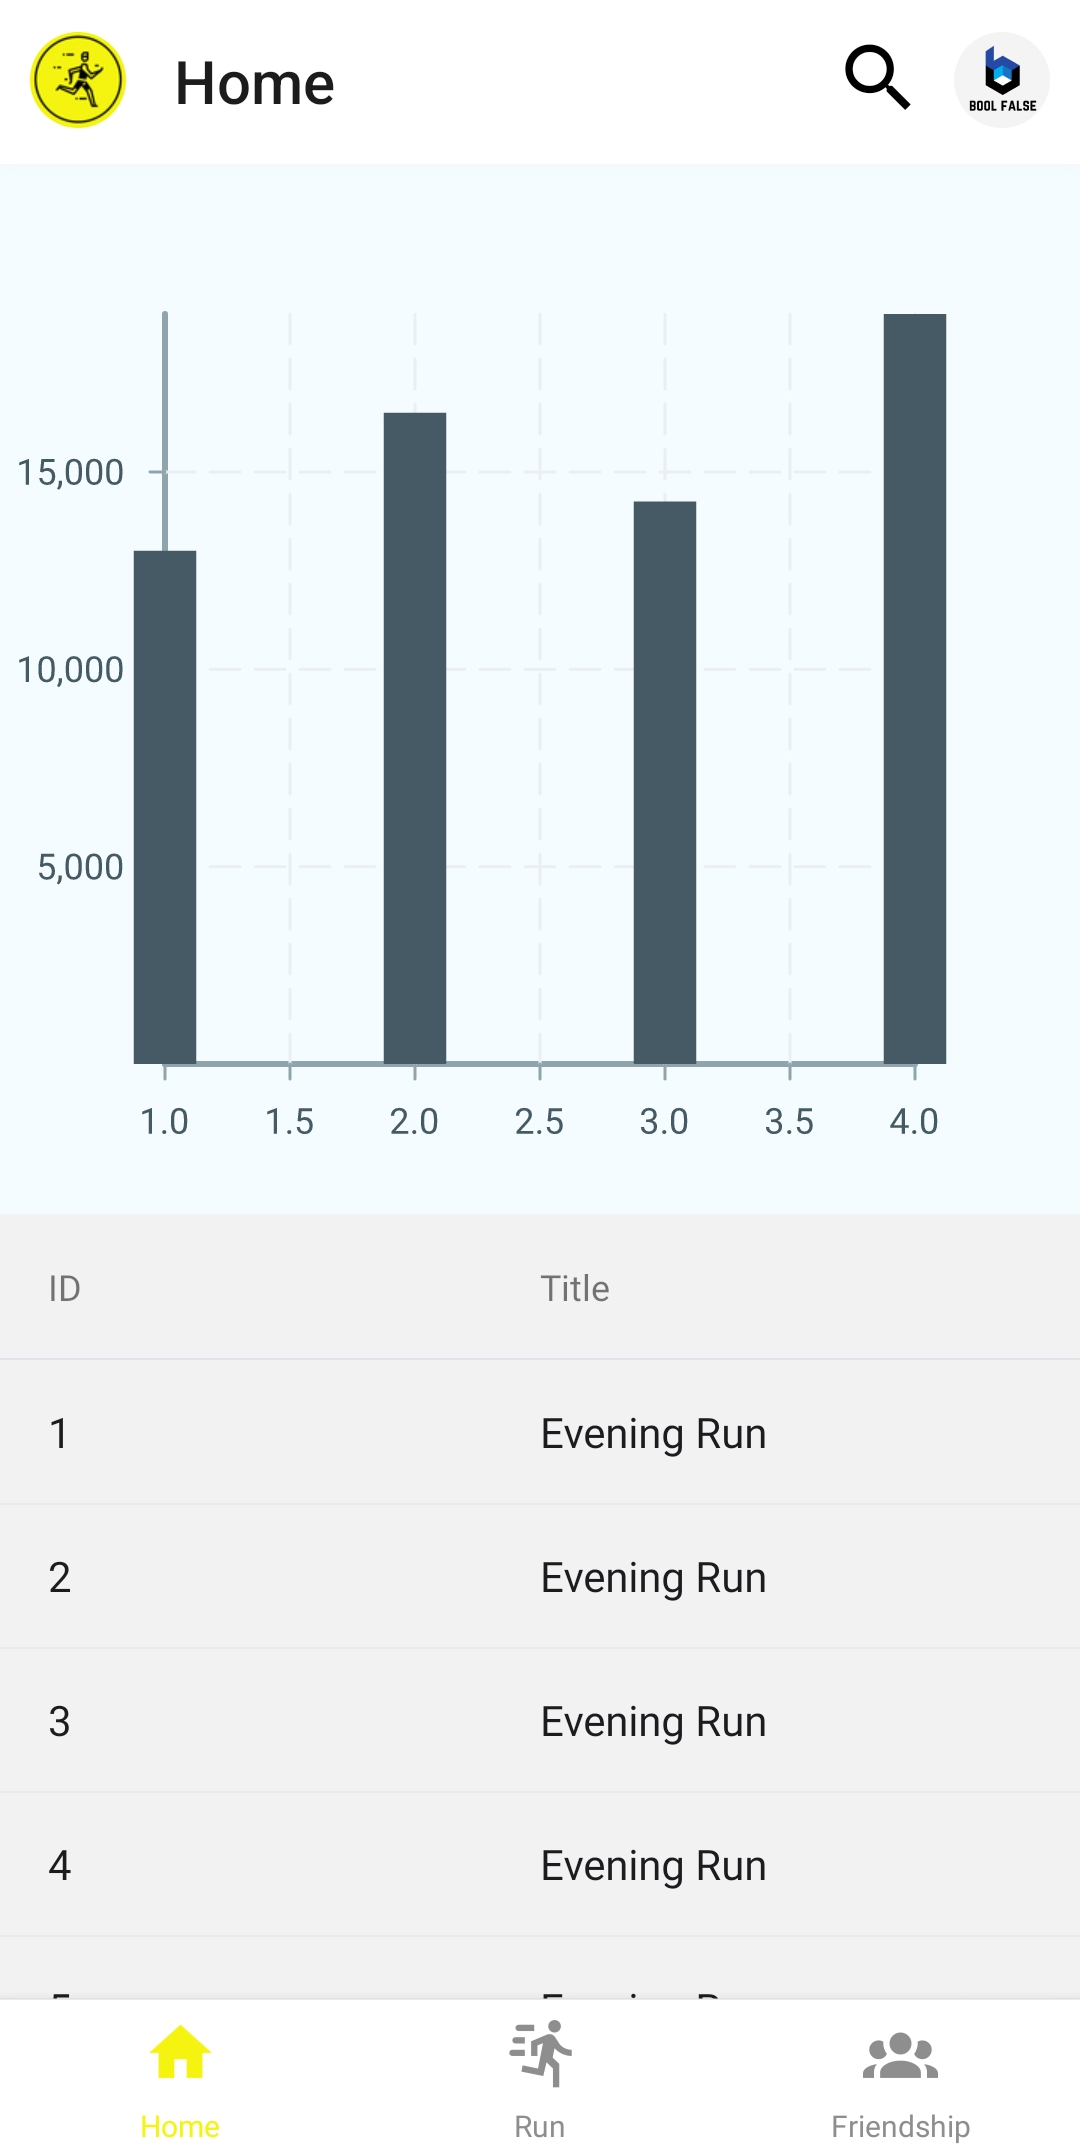 Home
BOOL FALSE
15,000
10,000
5,000
1.0 1.5 2.0 2.5 3.0 3.5 4.0
ID Title
1 Evening Run
2 Evening Run
3 Evening Run
4 Evening Run
Home Run Friendship